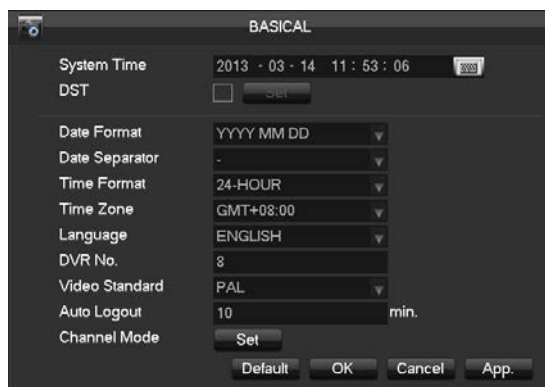 BASICAL
System Time 2013 - 03 - 14 11 : 53 : 06
DST Set
Date Format YYYY MM DD
Date Separator -
Time Format 24-HOUR
Time Zone GMT+08:00
Language ENGLISH
DVR No. 8
Video Standard PAL
Auto Logout 10 min.
Channel Mode Set
Default OK Cancel App.